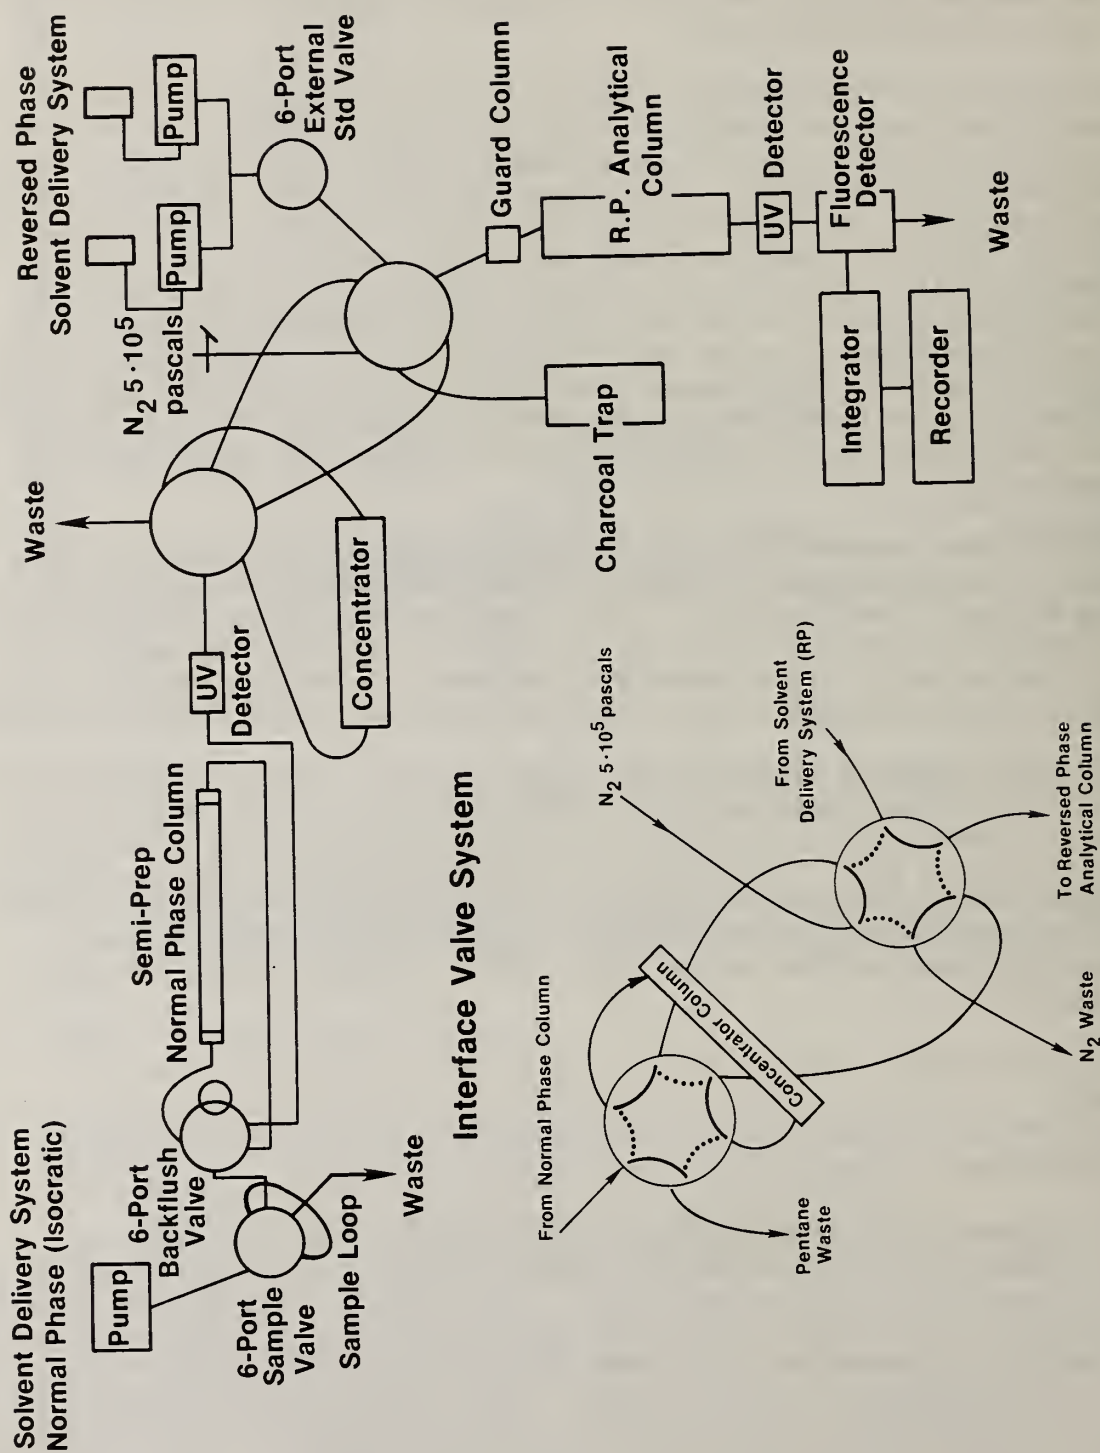 Solvent Delivery System
Normal Phase (Isocratic)
Pump
6-Port
Backflush
Valve
6-Port
Sample
Valve
Sample Loop
Waste
Semi-Prep
Normal Phase Column
UV
Detector
Waste
Concentrator
N2 5·10⁵
pascals
Reversed Phase
Solvent Delivery System
Pump
Pump
6-Port
External
Std Valve
Guard Column
R.P. Analytical
Column
UV
Detector
Fluorescence
Detector
Waste
Charcoal Trap
Integrator
Recorder
Interface Valve System
From Normal Phase Column
Pentane
Waste
Concentrator Column
N2 5·10⁵ pascals
From Solvent
Delivery System (RP)
N2 Waste
To Reversed Phase
Analytical Column